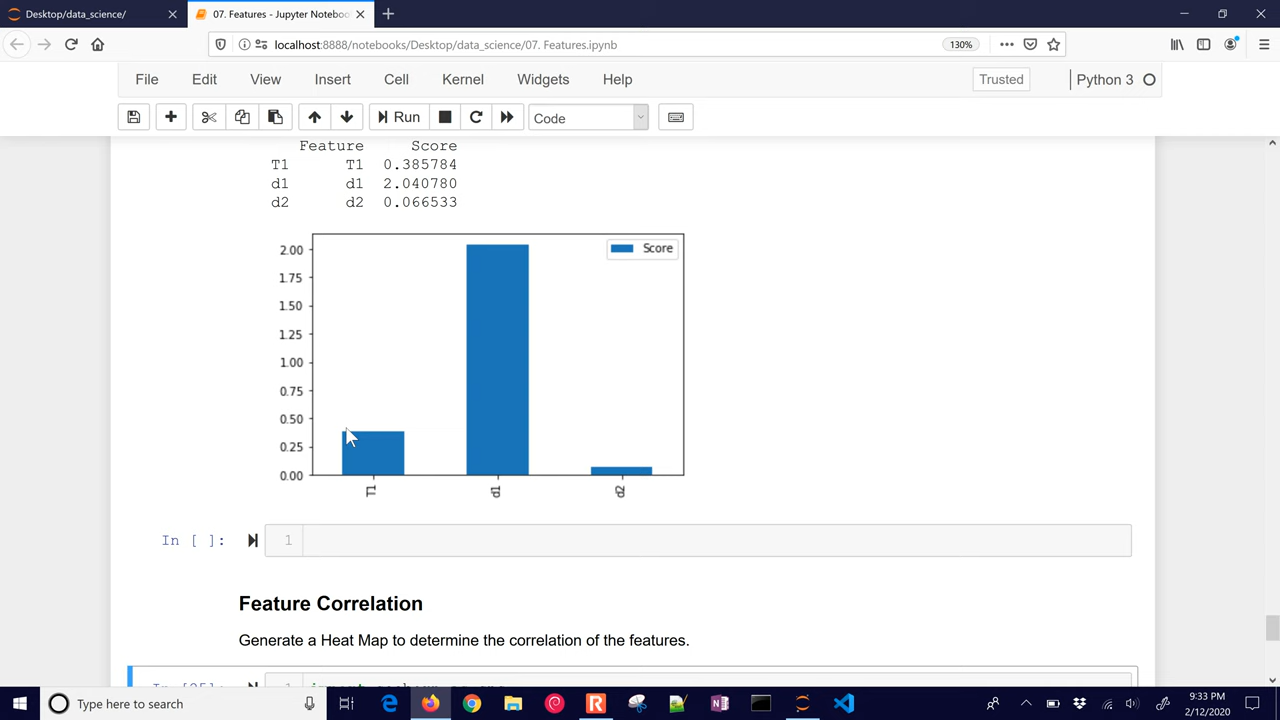 Desktop/data_science/
07. Features - Jupyter Noteboo
localhost:8888/notebooks/Desktop/data_science/07. Features.ipynb
130%
File Edit View Insert Cell Kernel Widgets Help
Trusted
Python 3
Run
Code
Feature Score
T1 T1 0.385784
d1 d1 2.040780
d2 d2 0.066533
Score
2.00
1.75
1.50
1.25
1.00
0.75
0.50
0.25
0.00
T1 d1 d2
In [ ]:
1
Feature Correlation
Generate a Heat Map to determine the correlation of the features.
1
Type here to search
9:33 PM
2/12/2020